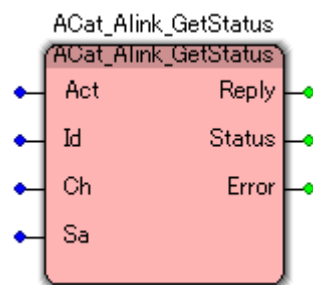 ACat_Alink_GetStatus
ACat_Alink_GetStatus
Act Reply
Id Status
Ch Error
Sa